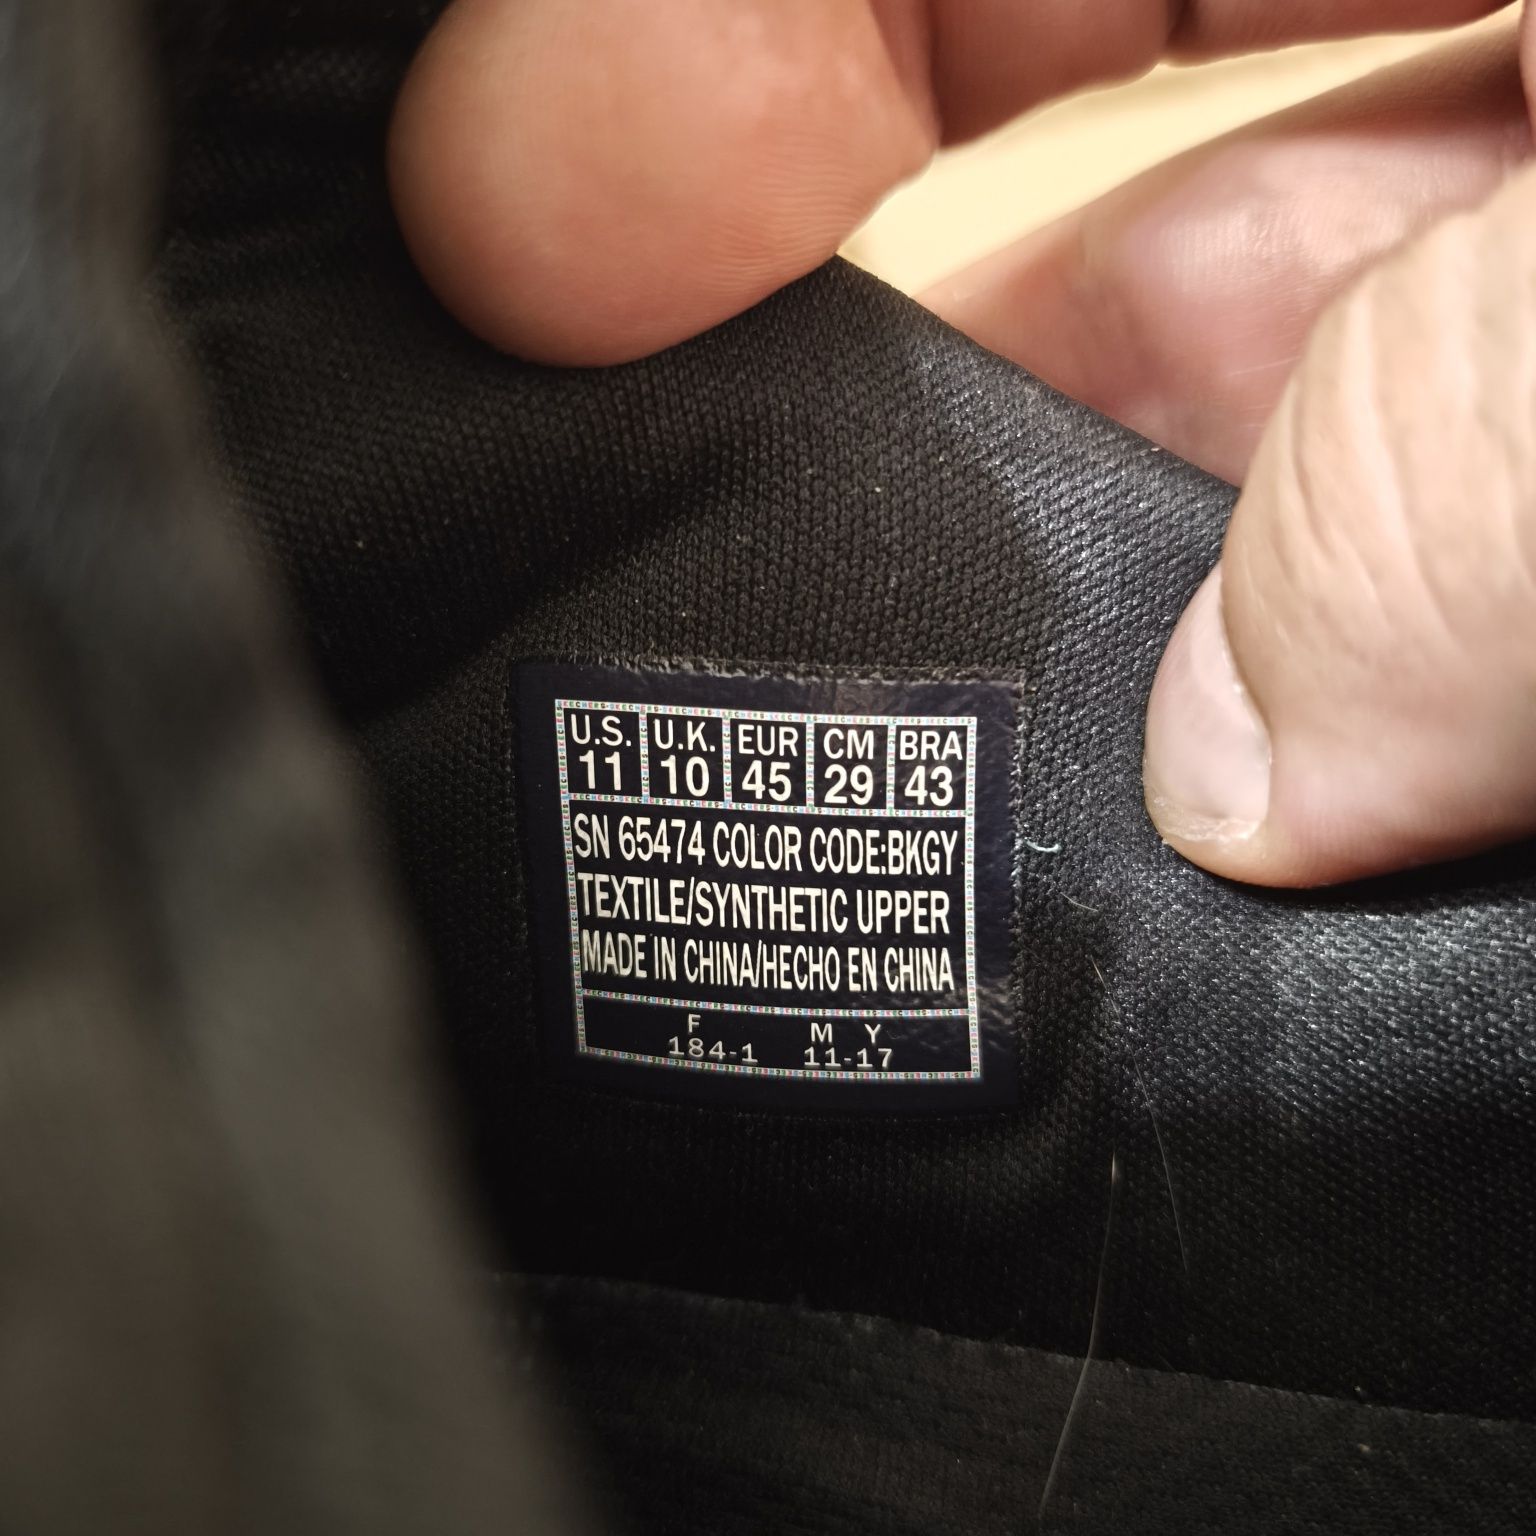 U.S. U.K. EUR CM BRA
11 10 45 29 43
SN 65474 COLOR CODE:BKGY
TEXTILE/SYNTHETIC UPPER
MADE IN CHINA/HECHO EN CHINA
F M Y
184-1 11-17